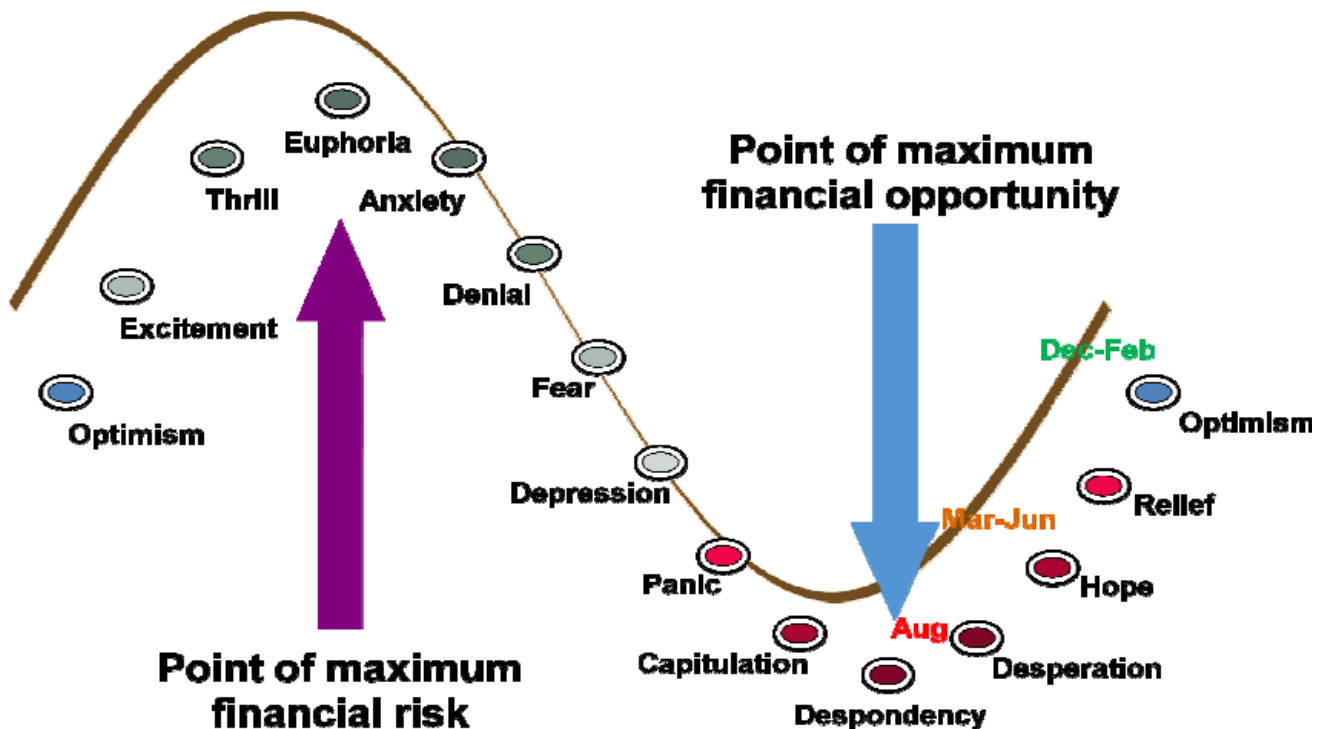 Euphoria
Thrill
Anxiety
Point of maximum
financial opportunity
Denial
Excitement
Dec-Feb
Fear
Optimism
Optimism
Depression
Rellef
Mar-Jun
Panic
Hope
Aug
Capitulation
Desperation
Point of maximum
financial risk
Despondency